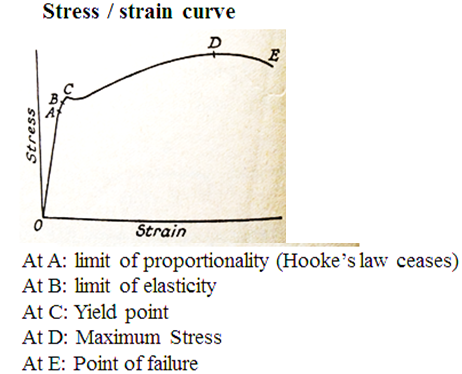 Stress / strain curve
D
E
C
B
A
Stress
O
Strain
At A: limit of proportionality (Hooke's law ceases)
At B: limit of elasticity
At C: Yield point
At D: Maximum Stress
At E: Point of failure